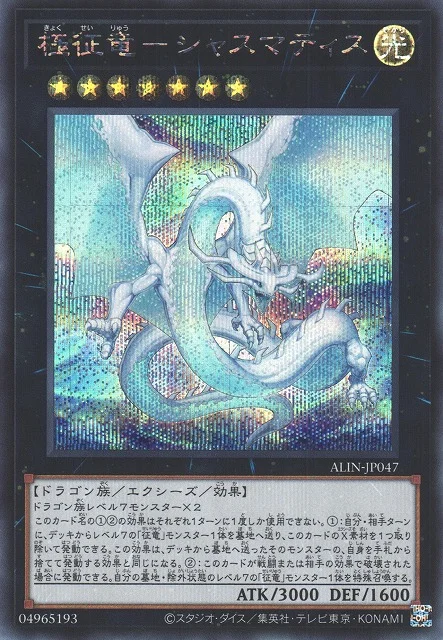 きょく せい りゅう
極征竜－シャスマティス
光
ALIN-JP047
【ドラゴン族／エクシーズ／効果】
ドラゴン族レベル７モンスター×２
このカード名の①②の効果はそれぞれ１ターンに１度しか使用できない。①：自分・相手ターン
に、デッキからレベル７の「征竜」モンスター１体を墓地へ送り、このカードのＸ素材を１つ取り
除いて発動できる。この効果は、デッキから墓地へ送ったそのモンスターの、自身を手札から
捨てて発動する効果と同じになる。②：このカードが戦闘または相手の効果で破壊された
場合に発動できる。自分の墓地・除外状態のレベル７の「征竜」モンスター１体を特殊召喚する。
ATK/3000 DEF/1600
04965193 ©スタジオ・ダイス／集英社・テレビ東京・KONAMI